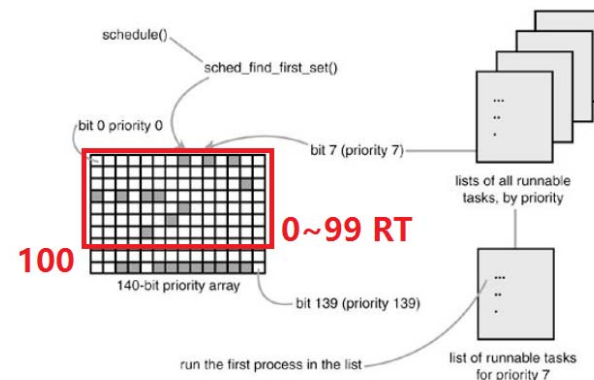 schedule()
sched_find_first_set()
bit 0 priority 0
bit 7 (priority 7)
lists of all runnable
tasks, by priority
0~99 RT
100
140-bit priority array
bit 139 (priority 139)
run the first process in the list
list of runnable tasks
for priority 7